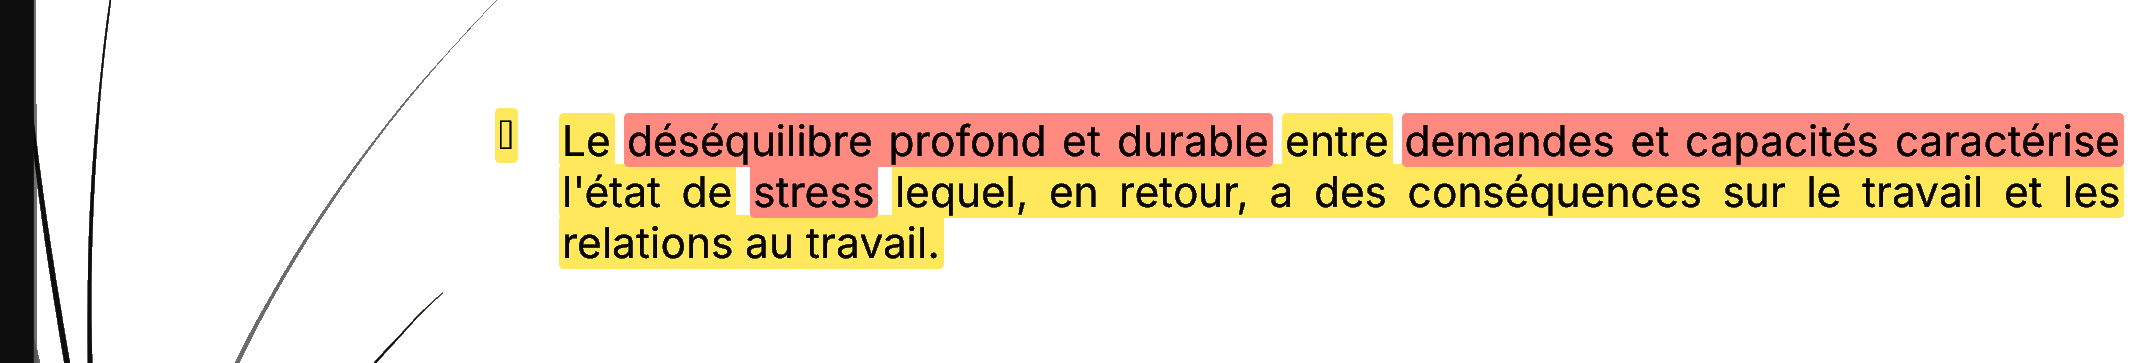 Le déséquilibre profond et durable entre demandes et capacités caractérise
l'état de stress lequel, en retour, a des conséquences sur le travail et les
relations au travail.